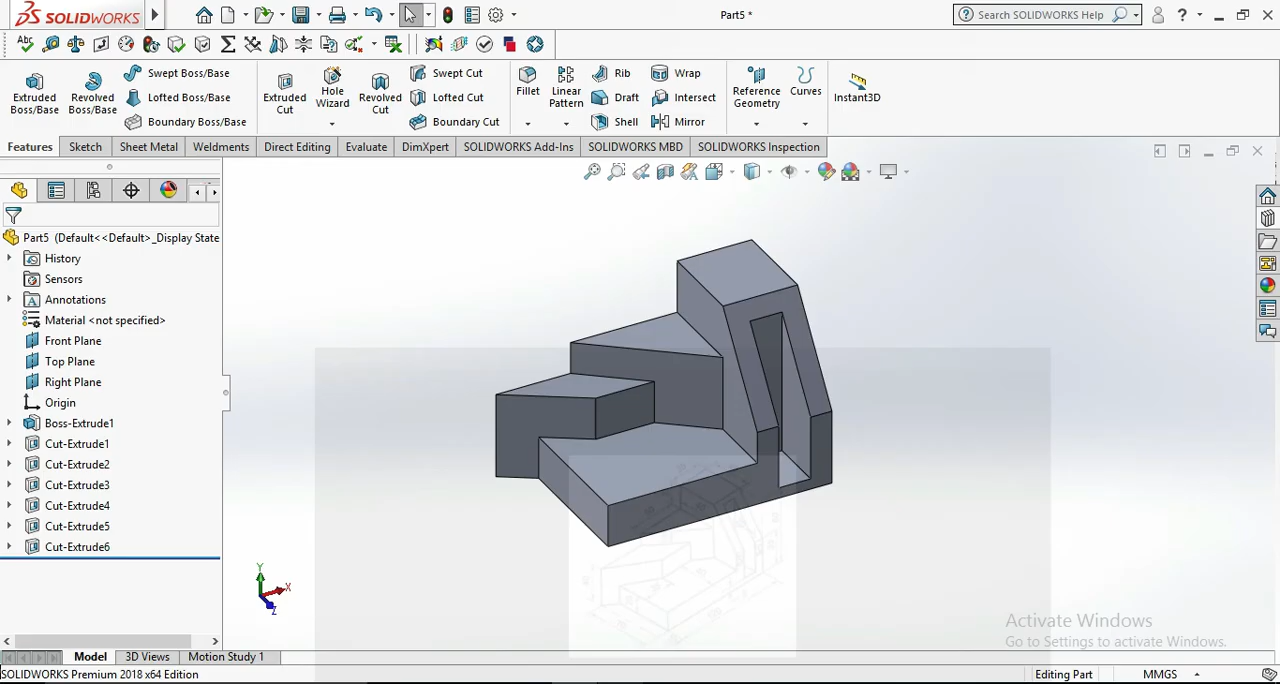 SOLIDWORKS
Part5 *
Search SOLIDWORKS Help
?
Extruded Boss/Base
Revolved Boss/Base
Swept Boss/Base
Lofted Boss/Base
Boundary Boss/Base
Extruded Cut
Hole Wizard
Revolved Cut
Swept Cut
Lofted Cut
Boundary Cut
Fillet
Linear Pattern
Rib
Draft
Shell
Wrap
Intersect
Mirror
Reference Geometry
Curves
Instant3D
Features
Sketch
Sheet Metal
Weldments
Direct Editing
Evaluate
DimXpert
SOLIDWORKS Add-Ins
SOLIDWORKS MBD
SOLIDWORKS Inspection
Part5 (Default<<Default>_Display State
History
Sensors
Annotations
Material <not specified>
Front Plane
Top Plane
Right Plane
Origin
Boss-Extrude1
Cut-Extrude1
Cut-Extrude2
Cut-Extrude3
Cut-Extrude4
Cut-Extrude5
Cut-Extrude6
Y
X
Z
Activate Windows
Go to Settings to activate Windows.
Model
3D Views
Motion Study 1
SOLIDWORKS Premium 2018 x64 Edition
Editing Part
MMGS